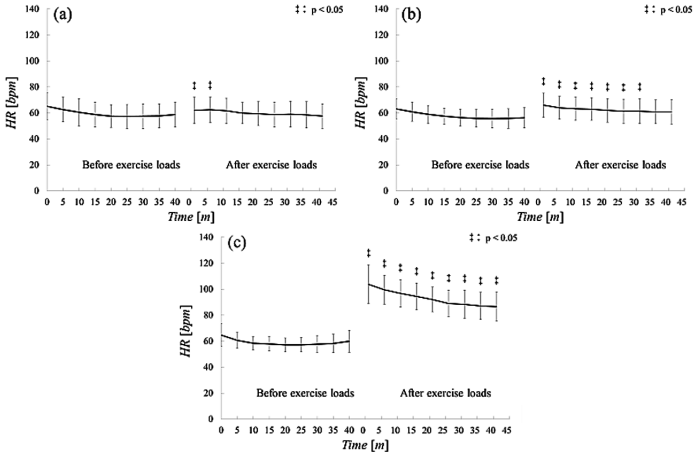 (a)
‡ : p < 0.05
HR [bpm]
140
120
100
80
60
40
20
0
‡ ‡
Before exercise loads
After exercise loads
0 5 10 15 20 25 30 35 40 0 5 10 15 20 25 30 35 40 45
Time [m]
(b)
‡ : p < 0.05
HR [bpm]
140
120
100
80
60
40
20
0
‡ ‡ ‡ ‡ ‡ ‡ ‡
Before exercise loads
After exercise loads
0 5 10 15 20 25 30 35 40 0 5 10 15 20 25 30 35 40 45
Time [m]
(c)
‡ : p < 0.05
HR [bpm]
140
120
100
80
60
40
20
0
‡ ‡ ‡ ‡ ‡ ‡ ‡ ‡ ‡
Before exercise loads
After exercise loads
0 5 10 15 20 25 30 35 40 0 5 10 15 20 25 30 35 40 45
Time [m]